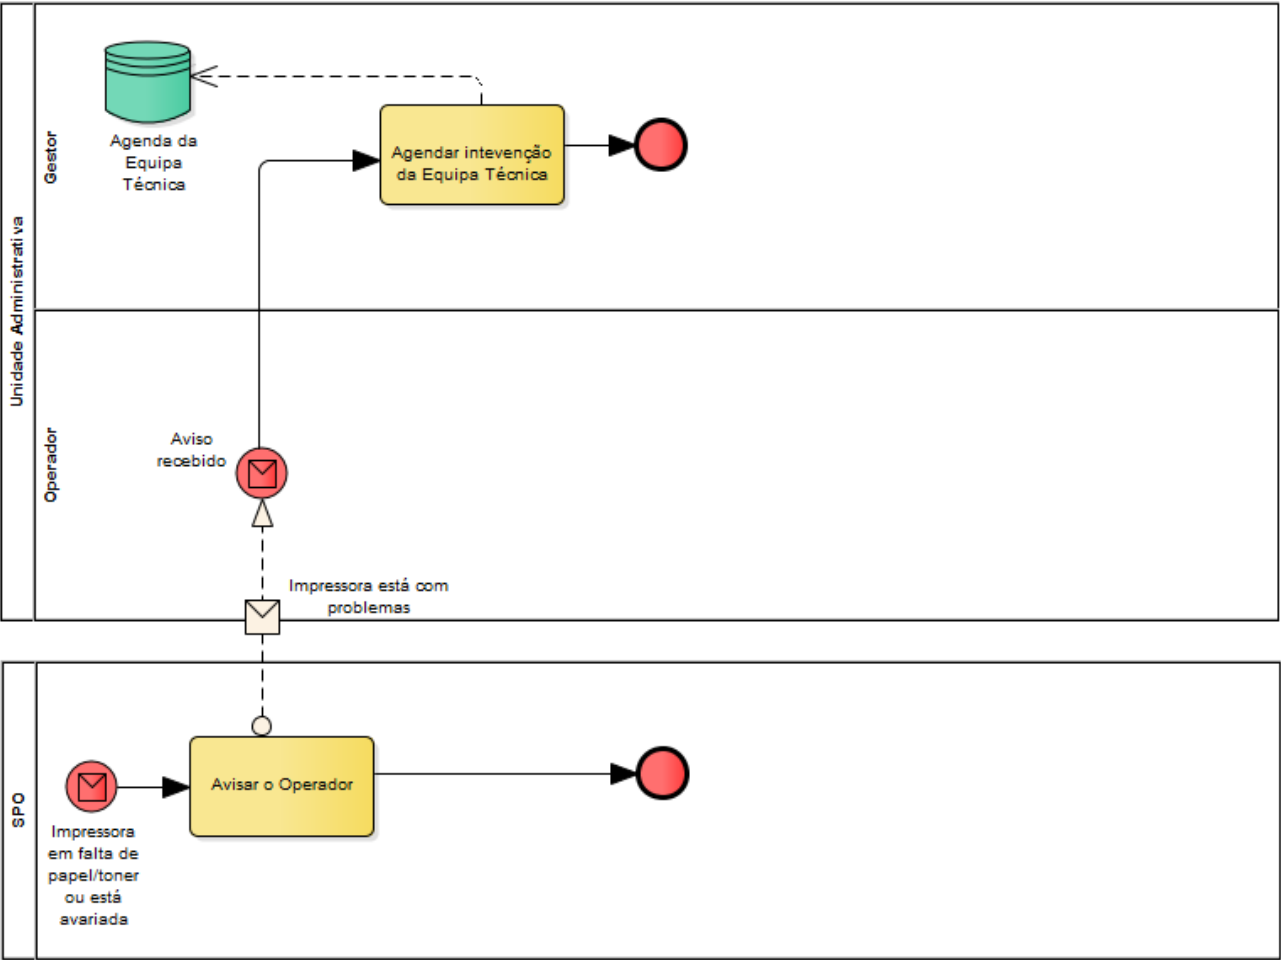 Unidade Administrativa
Gestor
Agenda da
Equipa
Técnica
Agendar intevenção
da Equipa Técnica
Operador
Aviso
recebido
Impressora está com
problemas
SPO
Avisar o Operador
Impressora
em falta de
papel/toner
ou está
avariada